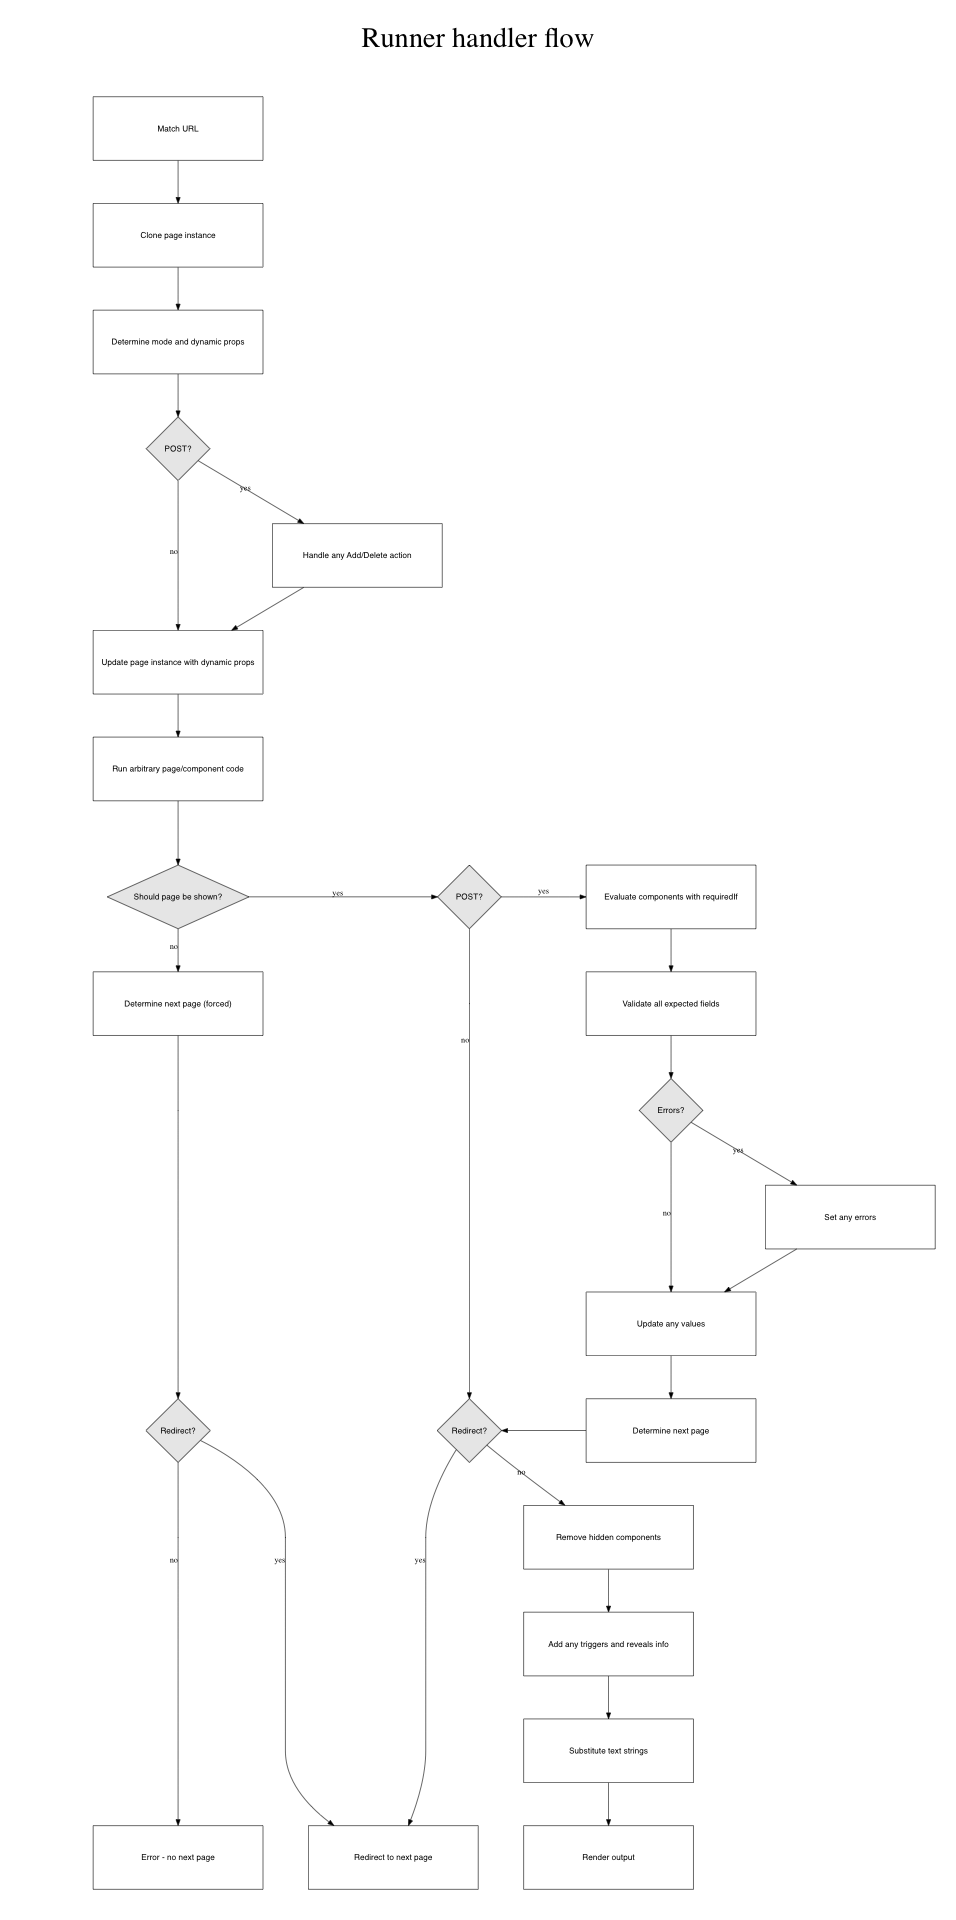 Runner handler flow
Match URL
Clone page instance
Determine mode and dynamic props
POST?
yes
no
Handle any Add/Delete action
Update page instance with dynamic props
Run arbitrary page/component code
Should page be shown?
yes
POST?
yes
Evaluate components with requiredIf
no
Determine next page (forced)
Validate all expected fields
no
Errors?
yes
no
Set any errors
Update any values
Redirect?
Redirect?
Determine next page
no
Remove hidden components
no
yes
yes
Add any triggers and reveals info
Substitute text strings
Error - no next page
Redirect to next page
Render output